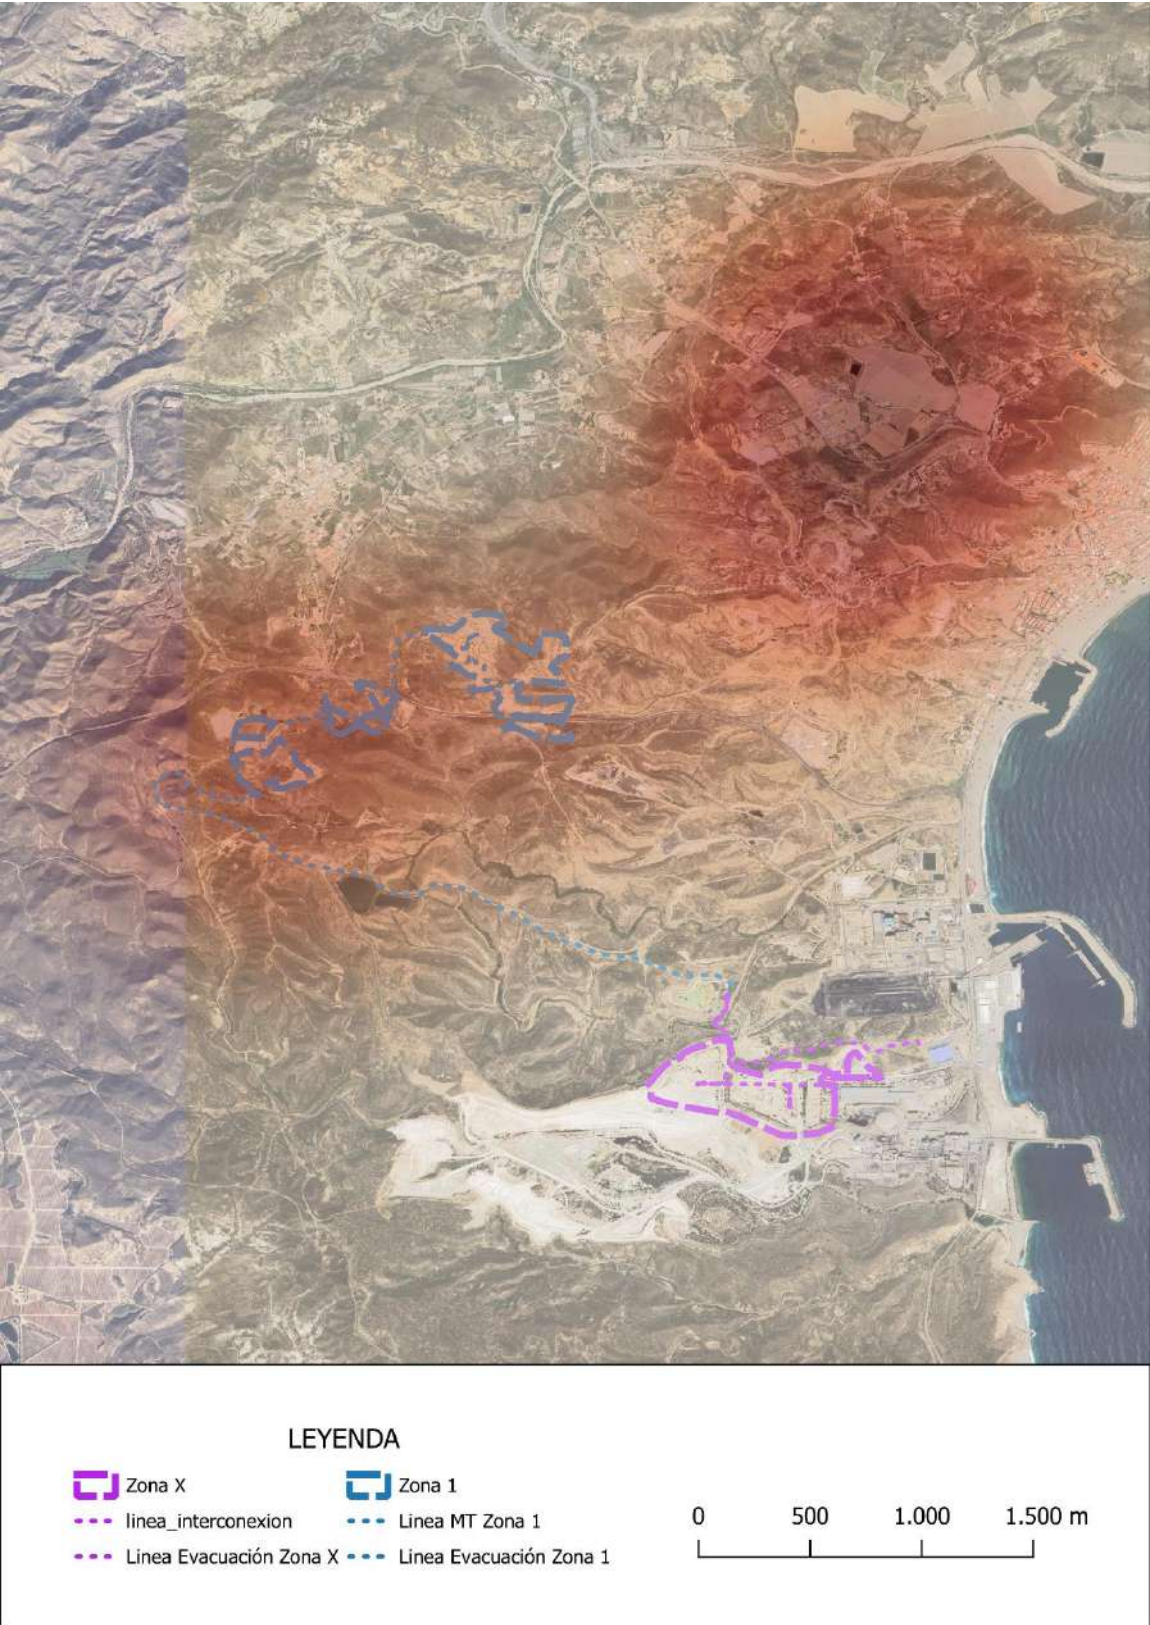 LEYENDA
Zona X
Zona 1
linea_interconexion
Linea MT Zona 1
Linea Evacuación Zona X
Linea Evacuación Zona 1
0 500 1.000 1.500 m